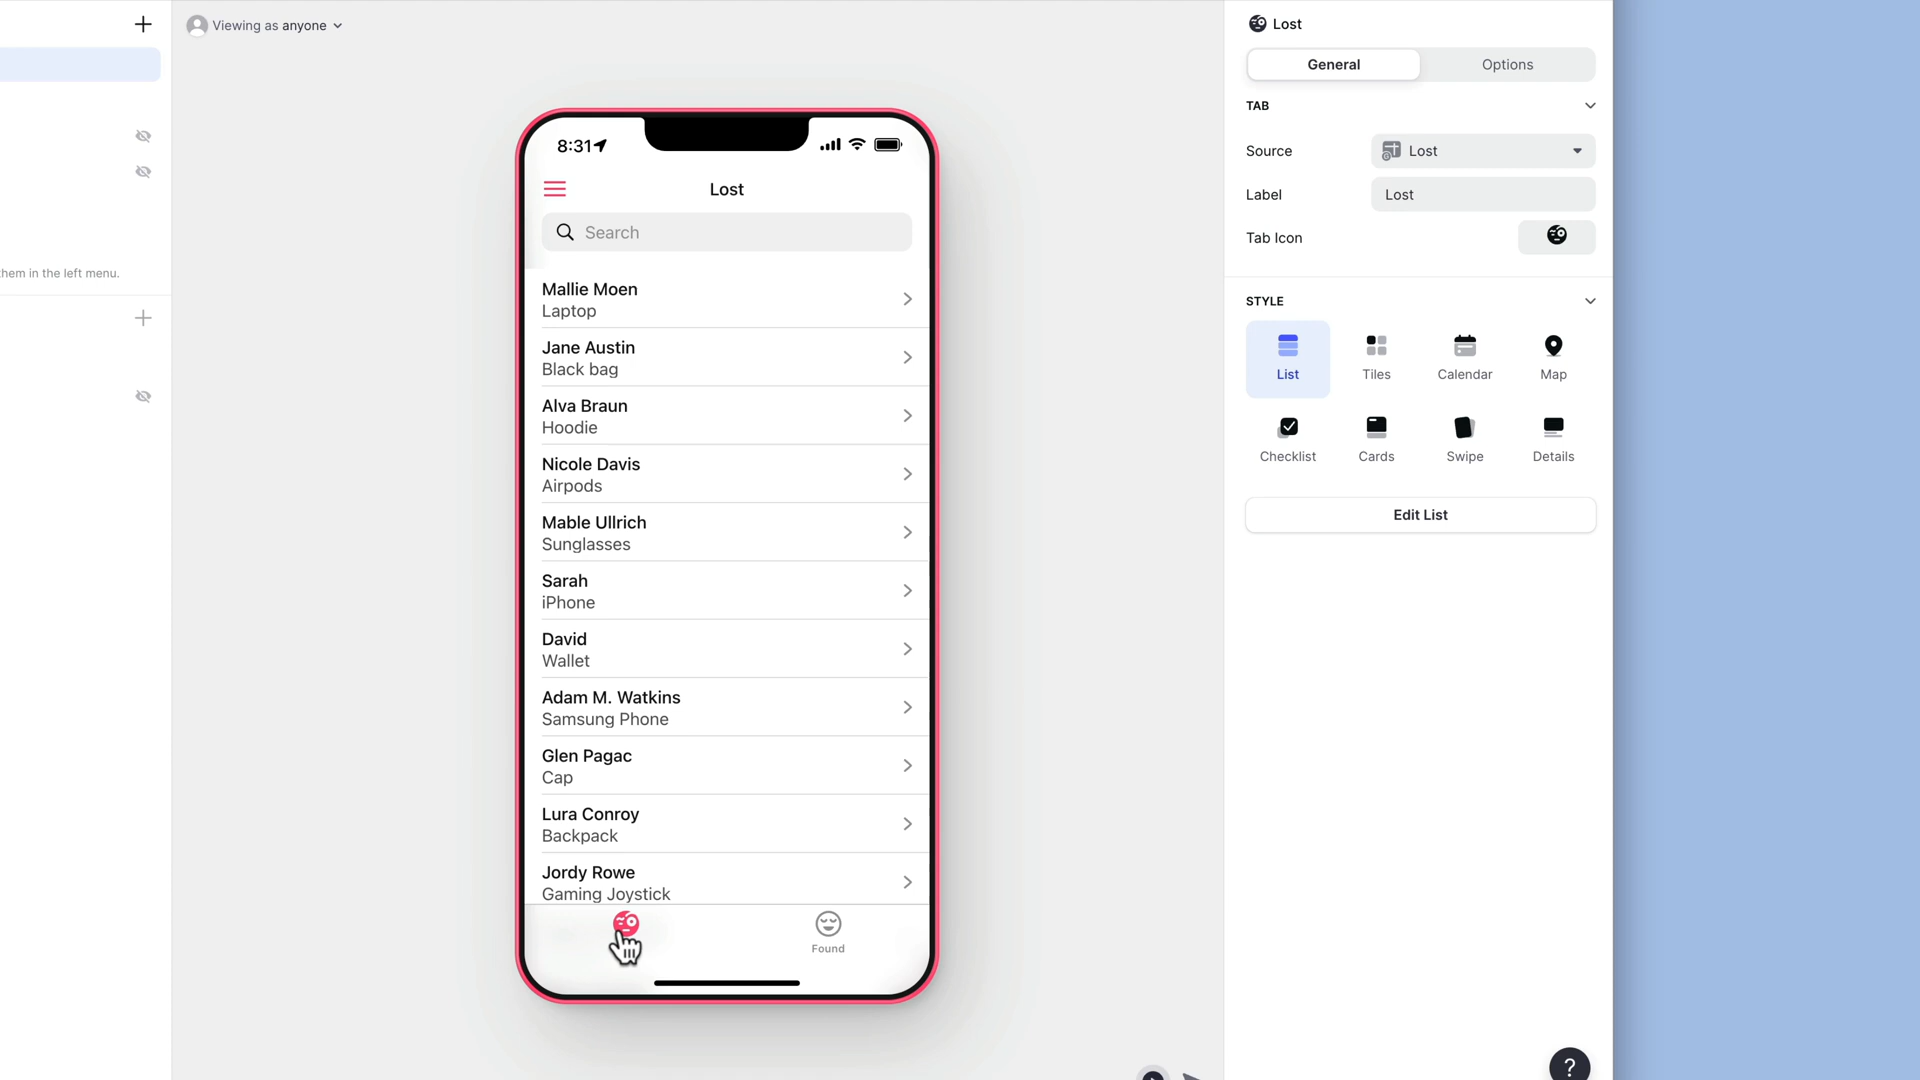 Viewing as anyone
hem in the left menu.
8:31
Lost
Search
Mallie Moen
Laptop
Jane Austin
Black bag
Alva Braun
Hoodie
Nicole Davis
Airpods
Mable Ullrich
Sunglasses
Sarah
iPhone
David
Wallet
Adam M. Watkins
Samsung Phone
Glen Pagac
Cap
Lura Conroy
Backpack
Jordy Rowe
Gaming Joystick
Found
Lost
General Options
TAB
Source Lost
Label Lost
Tab Icon
STYLE
List Tiles Calendar Map
Checklist Cards Swipe Details
Edit List
?